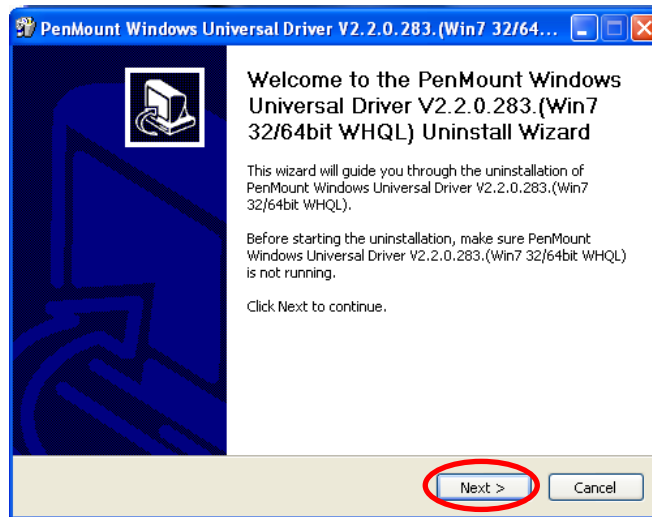 PenMount Windows Universal Driver V2.2.0.283.(Win7 32/64...
Welcome to the PenMount Windows
Universal Driver V2.2.0.283.(Win7
32/64bit WHQL) Uninstall Wizard
This wizard will guide you through the uninstallation of
PenMount Windows Universal Driver V2.2.0.283.(Win7
32/64bit WHQL).
Before starting the uninstallation, make sure PenMount
Windows Universal Driver V2.2.0.283.(Win7 32/64bit WHQL)
is not running.
Click Next to continue.
Next > Cancel